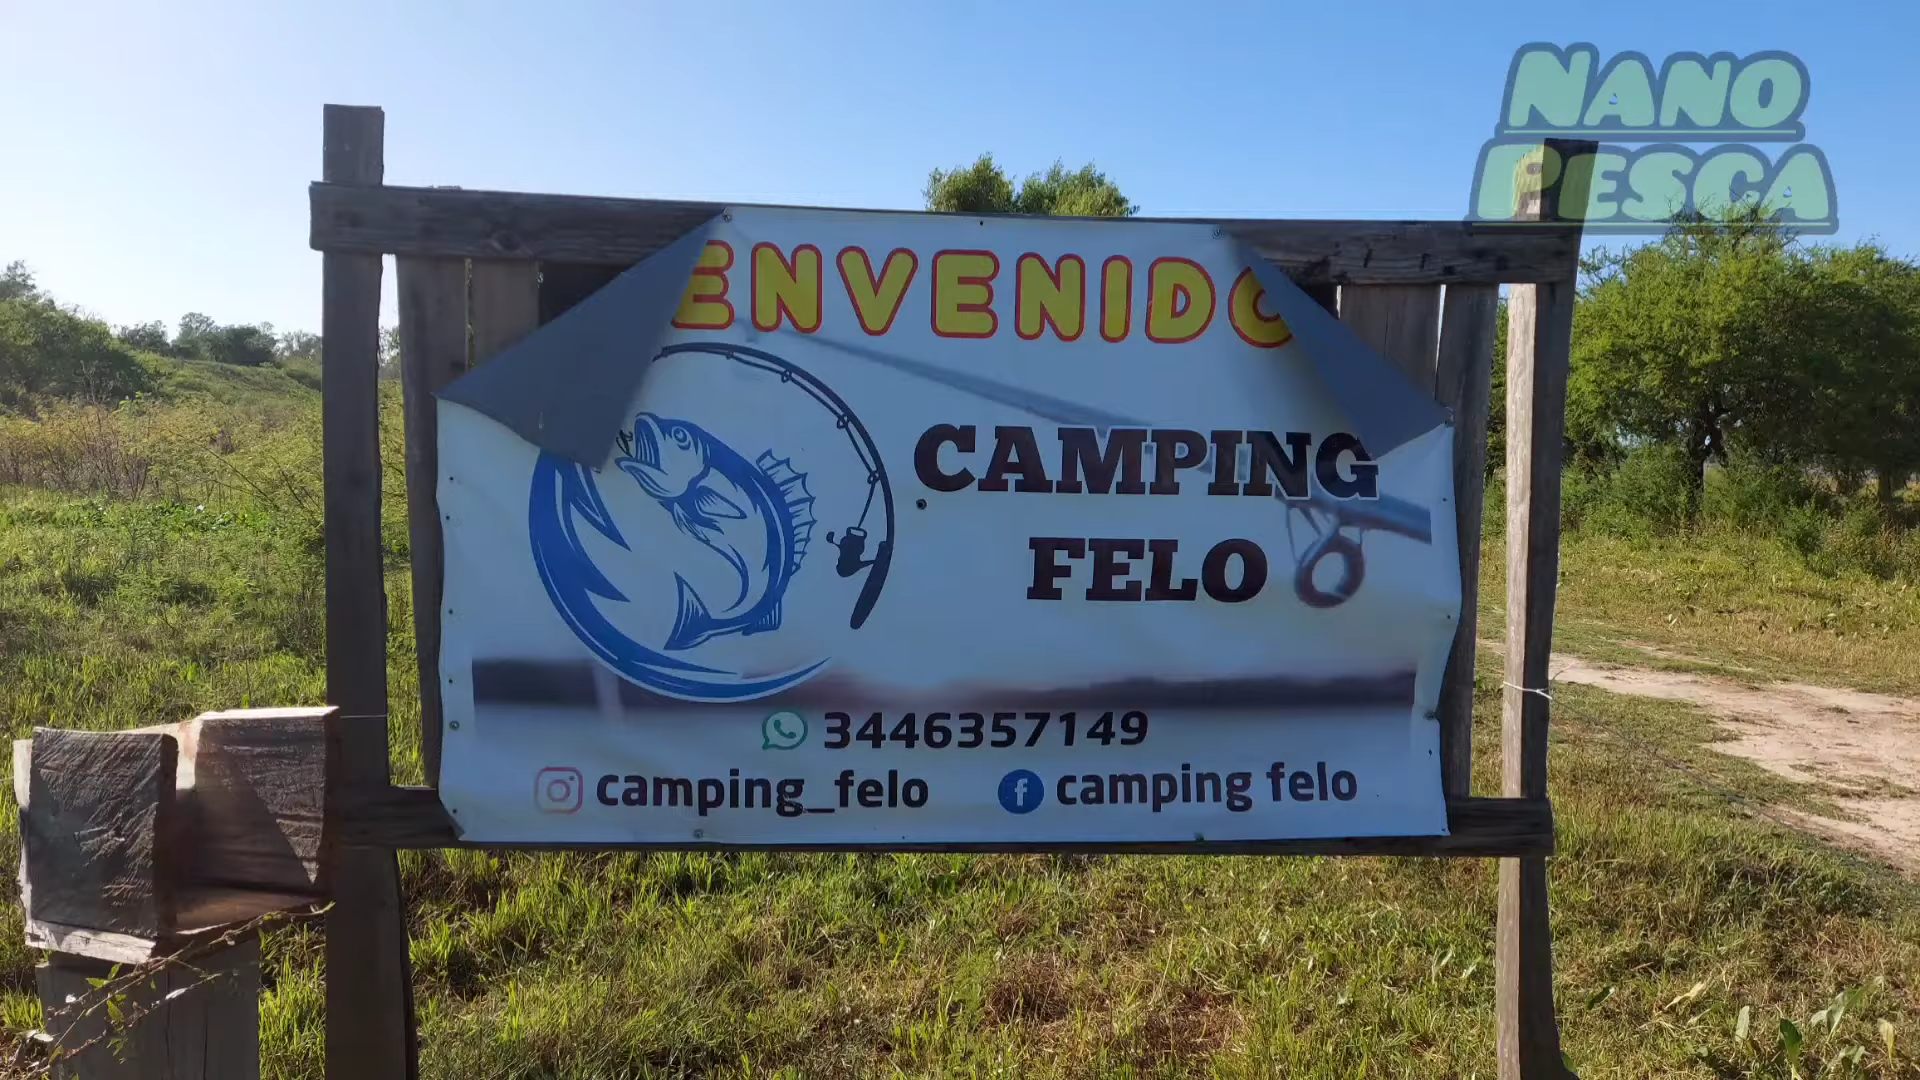 NANO
PESCA
ENVENIDO
CAMPING
FELO
3446357149
camping_felo
camping felo